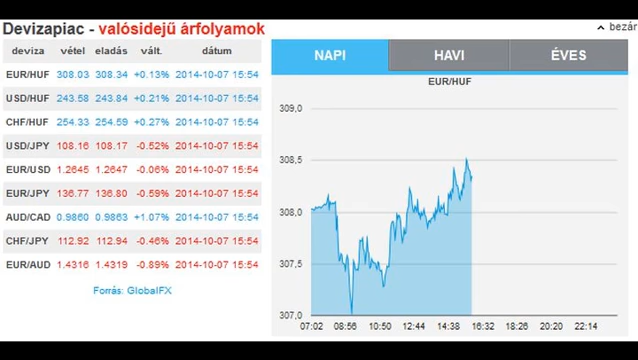 Devizapiac - valósidejű árfolyamok
bezár
deviza vétel eladás vált. dátum
EUR/HUF 308.03 308.34 +0.13% 2014-10-07 15:54
USD/HUF 243.58 243.84 +0.21% 2014-10-07 15:54
CHF/HUF 254.33 254.59 +0.27% 2014-10-07 15:54
USD/JPY 108.16 108.17 -0.52% 2014-10-07 15:54
EUR/USD 1.2645 1.2647 -0.06% 2014-10-07 15:54
EUR/JPY 136.77 136.80 -0.59% 2014-10-07 15:54
AUD/CAD 0.9860 0.9863 +1.07% 2014-10-07 15:54
CHF/JPY 112.92 112.94 -0.46% 2014-10-07 15:54
EUR/AUD 1.4316 1.4319 -0.89% 2014-10-07 15:54
Forrás: GlobalFX
NAPI HAVI ÉVES
EUR/HUF
309,0
308,5
308,0
307,5
307,0
07:02 08:56 10:50 12:44 14:38 16:32 18:26 20:20 22:14